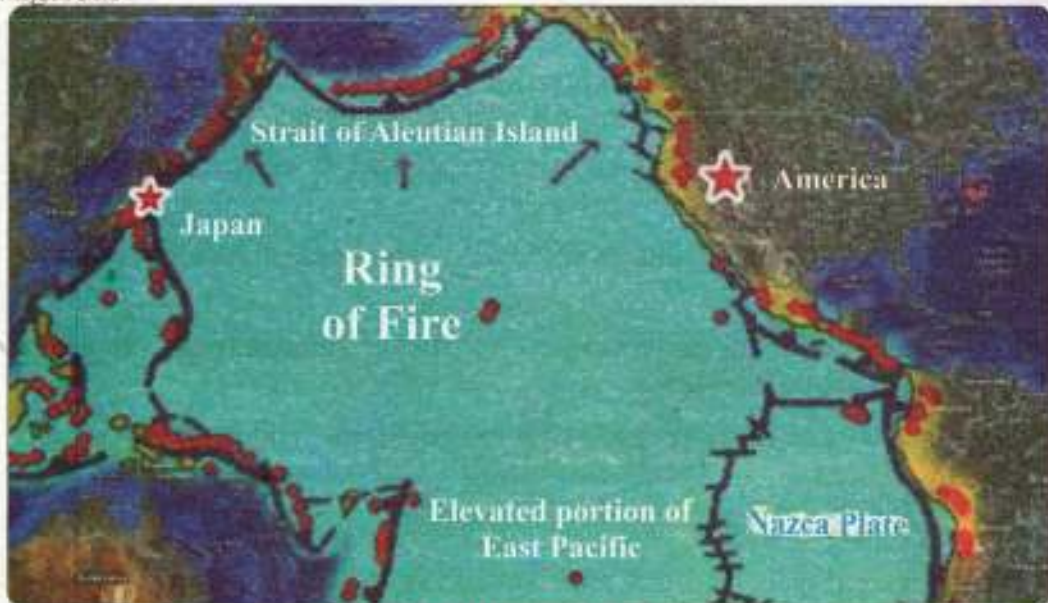 Strait of Aleutian Island
America
Japan
Ring
of Fire
Elevated portion of
East Pacific
Nazca Plate